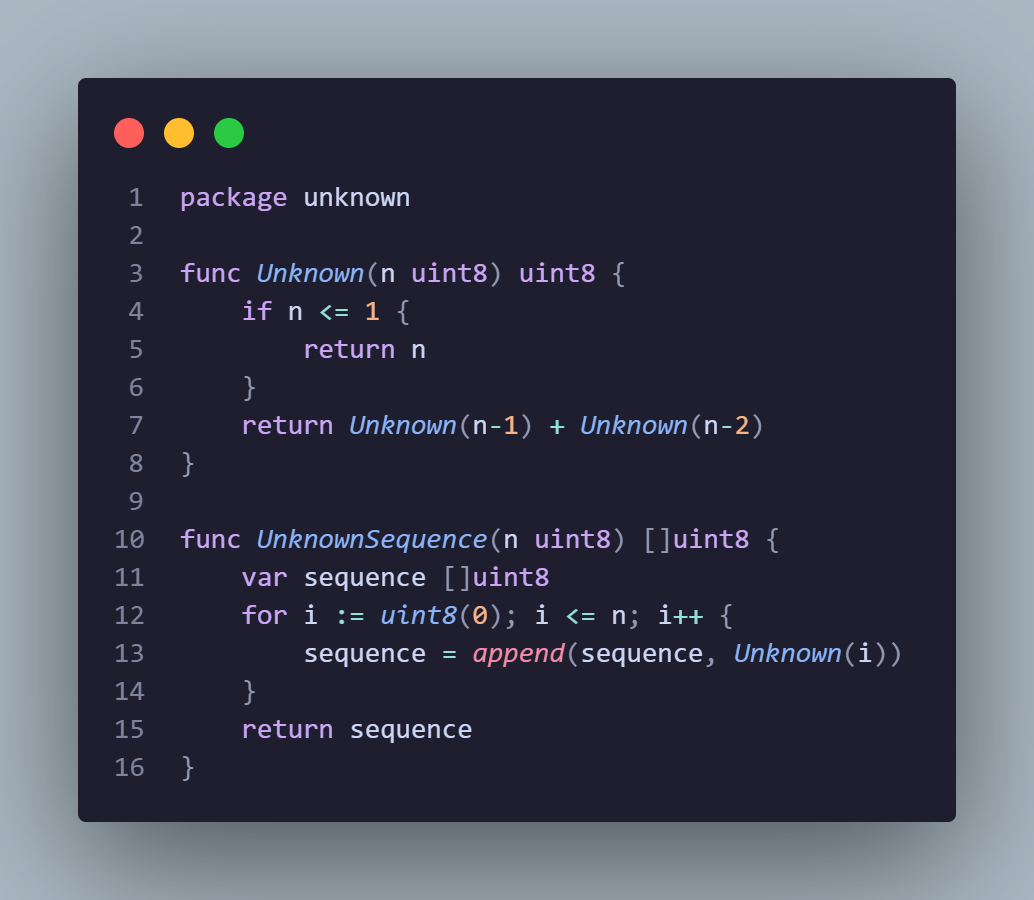 1 package unknown
2
3 func Unknown(n uint8) uint8 {
4     if n <= 1 {
5         return n
6     }
7     return Unknown(n-1) + Unknown(n-2)
8 }
9
10 func UnknownSequence(n uint8) []uint8 {
11     var sequence []uint8
12     for i := uint8(0); i <= n; i++ {
13         sequence = append(sequence, Unknown(i))
14     }
15     return sequence
16 }